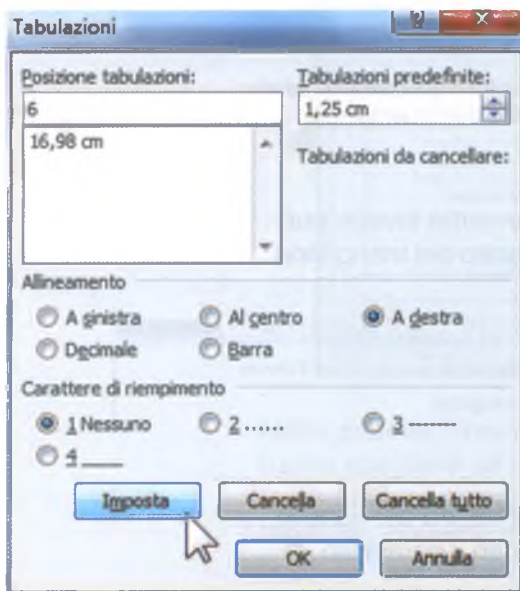 Tabulazioni
Posizione tabulazioni: Tabulazioni predefinite:
6 1,25 cm
16,98 cm
Tabulazioni da cancellare:
Allineamento
A sinistra Al centro A destra
Decimale Barra
Carattere di riempimento
1 Nessuno 2 ...... 3 -------
4 ____
Imposta Cancella Cancella tutto
OK Annulla